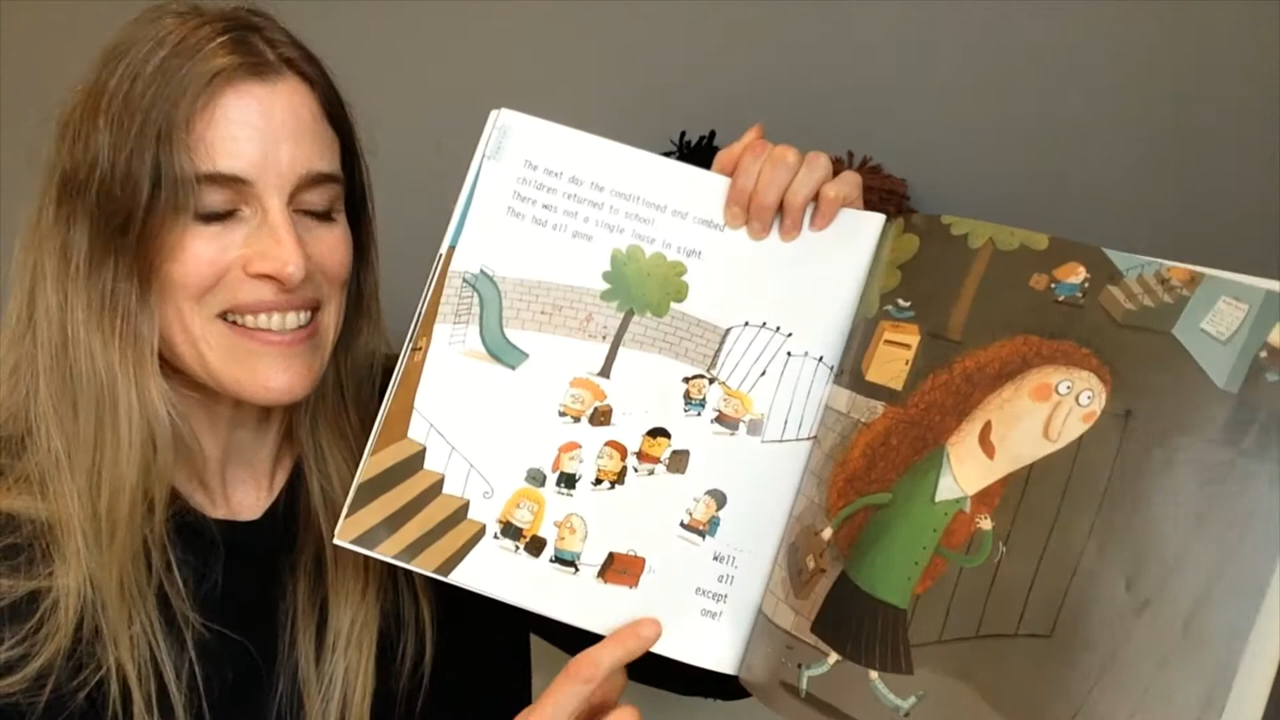 The next day the conditioned and combed
children returned to school.
There was not a single louse in sight.
They had all gone.
Well,
all
except
one!